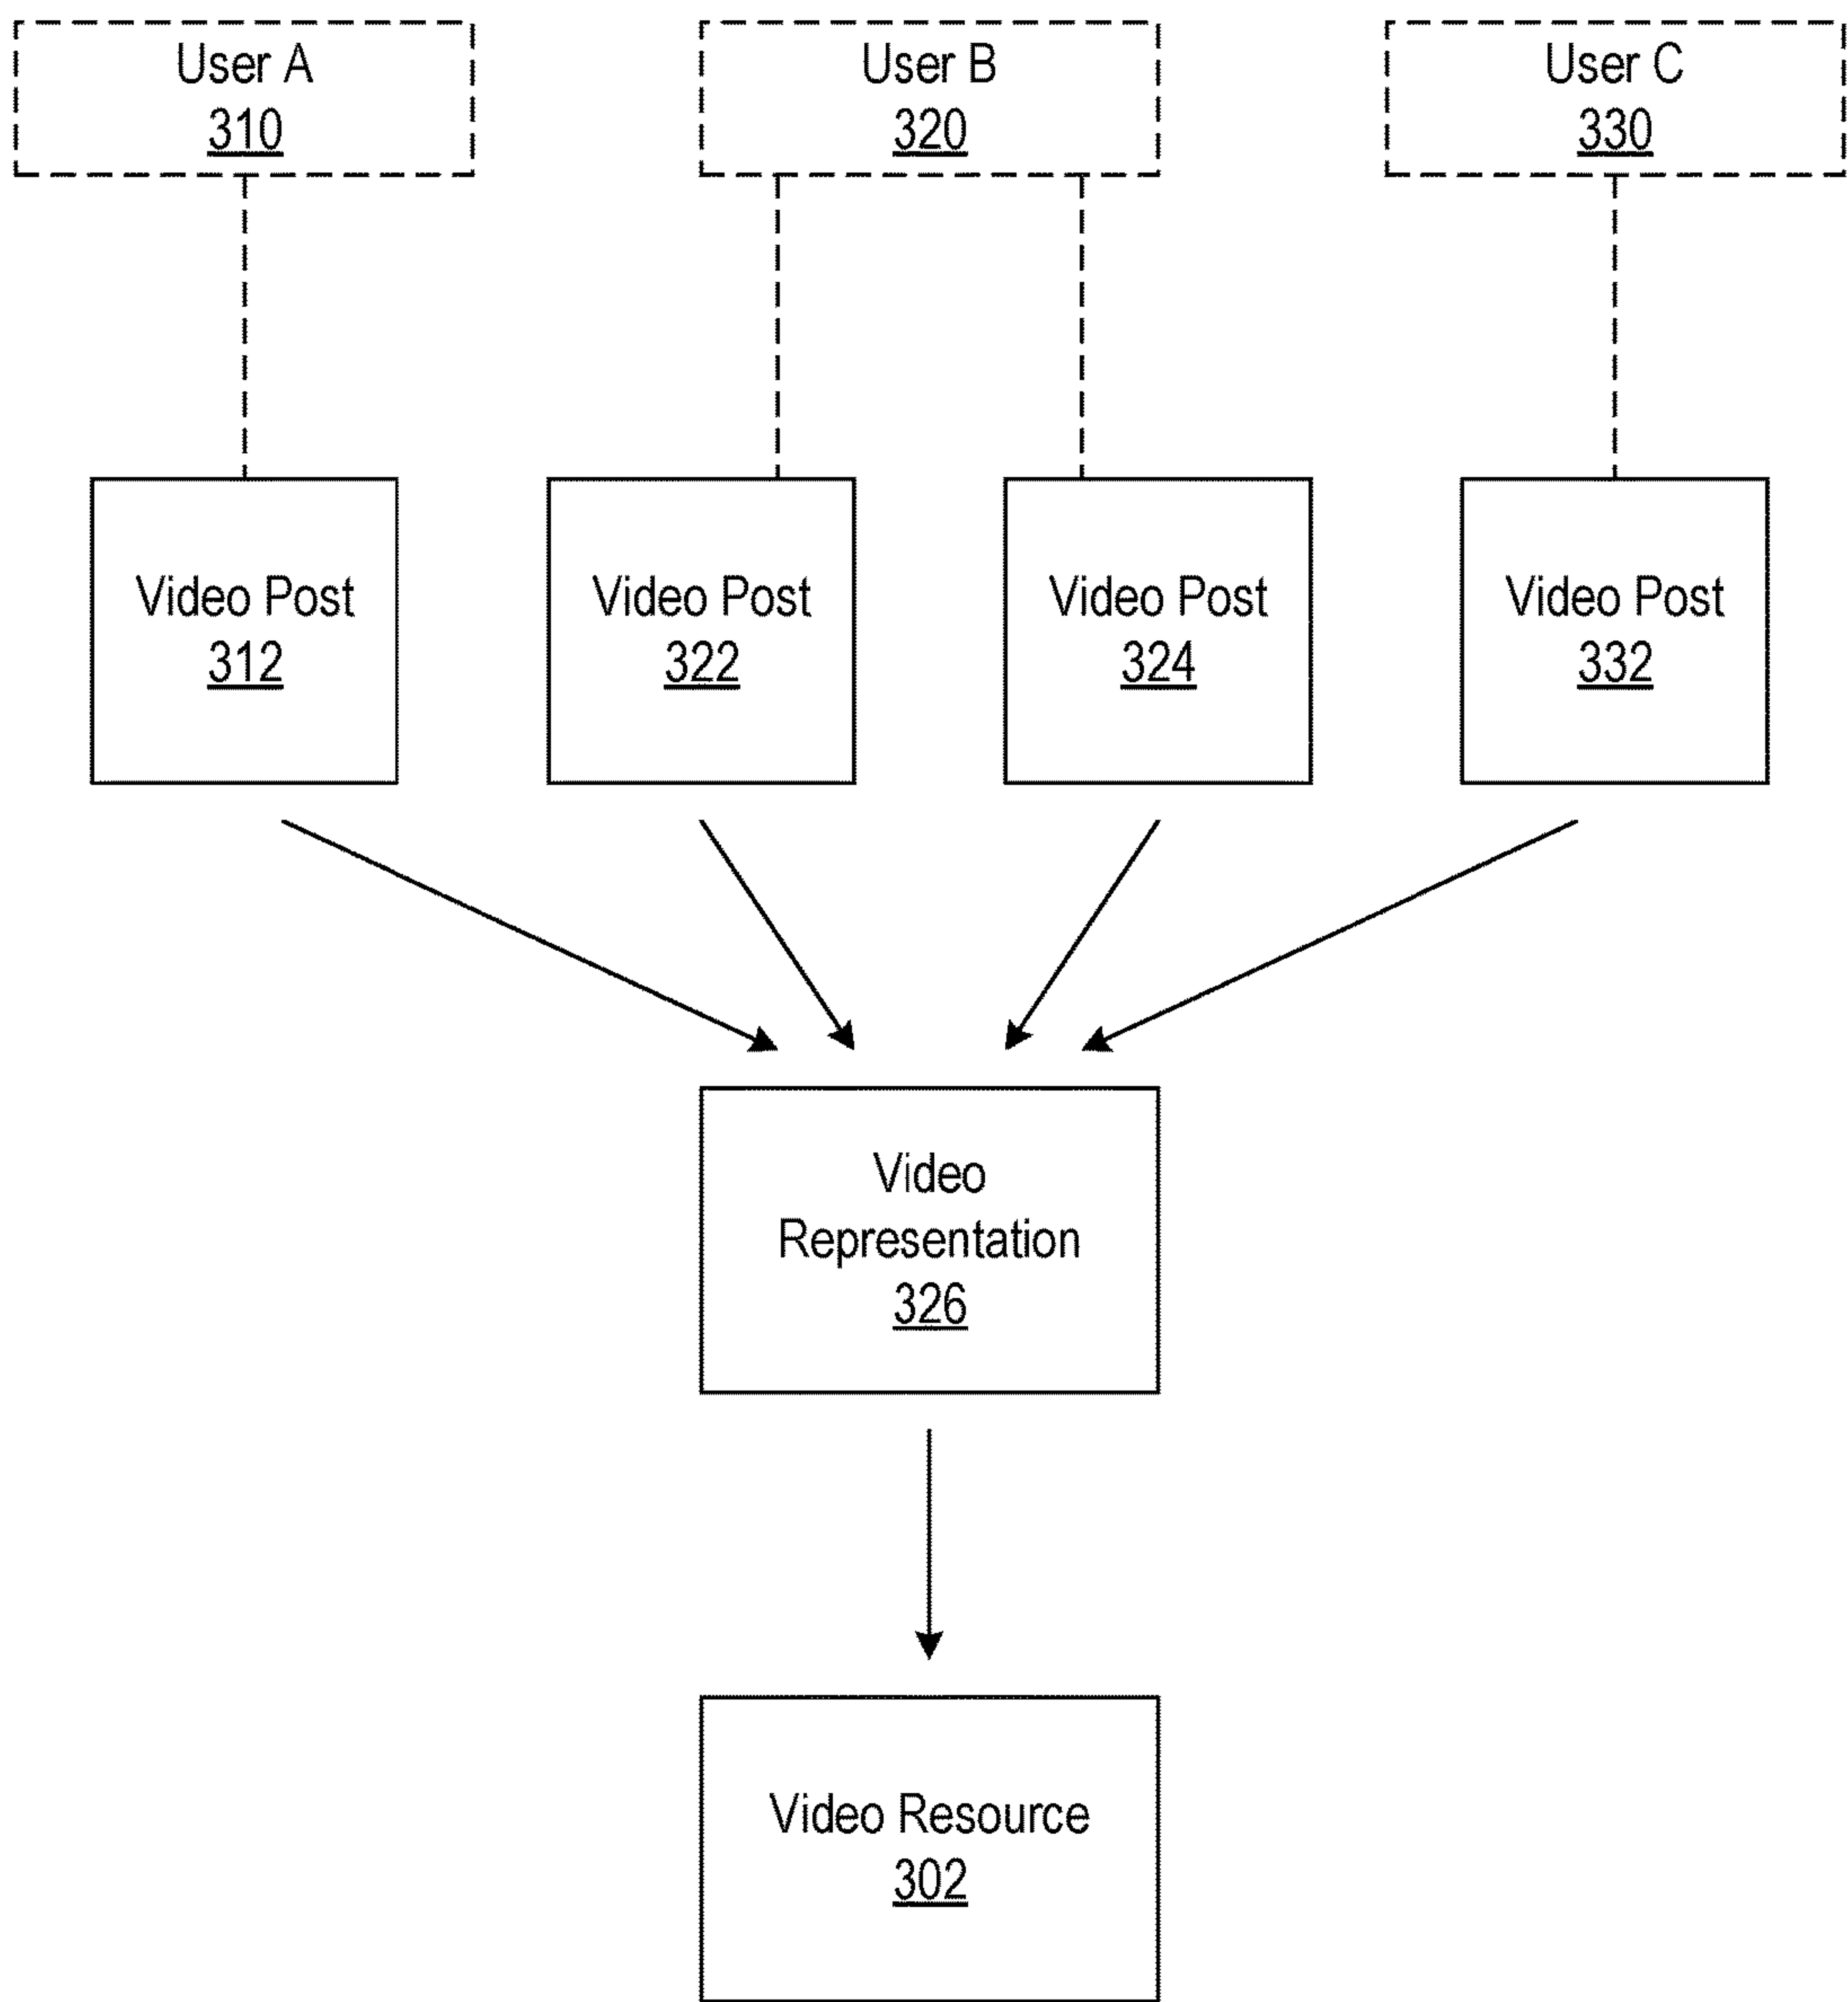 User A
310
User B
320
User C
330
Video Post
312
Video Post
322
Video Post
324
Video Post
332
Video
Representation
326
Video Resource
302